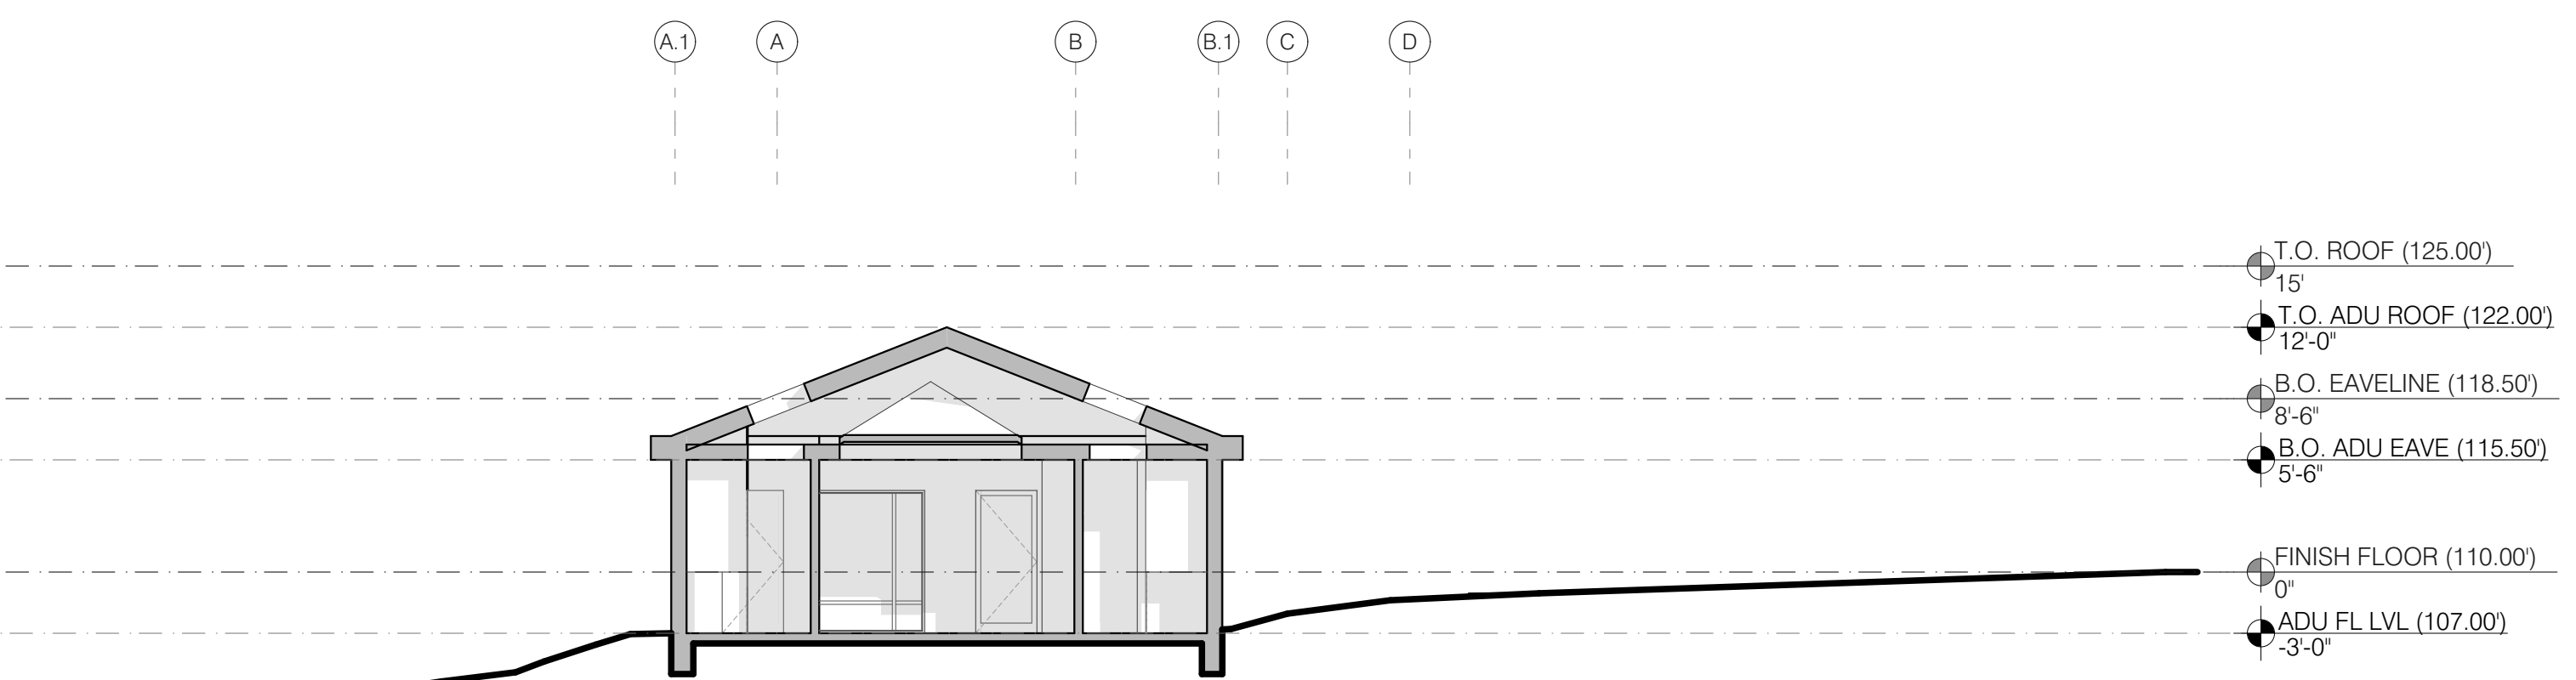 A.1
A
B
B.1
C
D
T.O. ROOF (125.00')
15'
T.O. ADU ROOF (122.00')
12'-0"
B.O. EAVELINE (118.50')
8'-6"
B.O. ADU EAVE (115.50')
5'-6"
FINISH FLOOR (110.00')
0"
ADU FL LVL (107.00')
-3'-0"